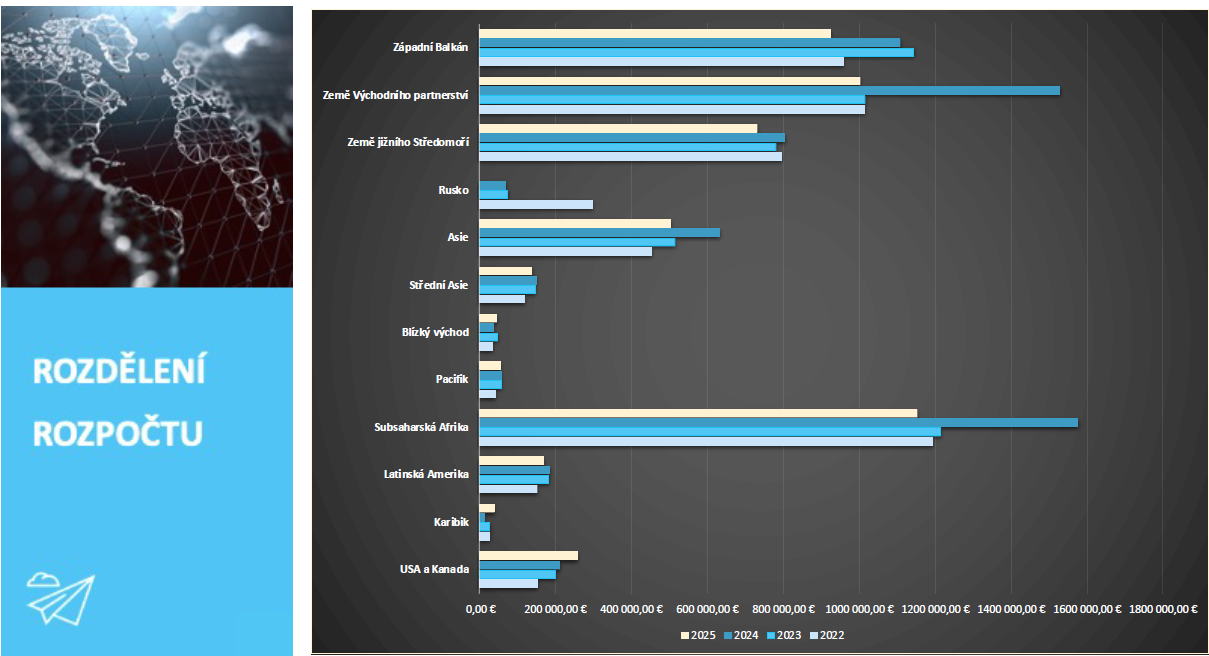 ROZDĚLENÍ
ROZPOČTU
Západní Balkán
Země Východního partnerství
Země jižního Středomoří
Rusko
Asie
Střední Asie
Blízký východ
Pacifik
Subsaharská Afrika
Latinská Amerika
Karibik
USA a Kanada
0,00 € 200 000,00 € 400 000,00 € 600 000,00 € 800 000,00 € 1000 000,00 € 1200 000,00 € 1400 000,00 € 1600 000,00 € 1800 000,00 €
2025 2024 2023 2022